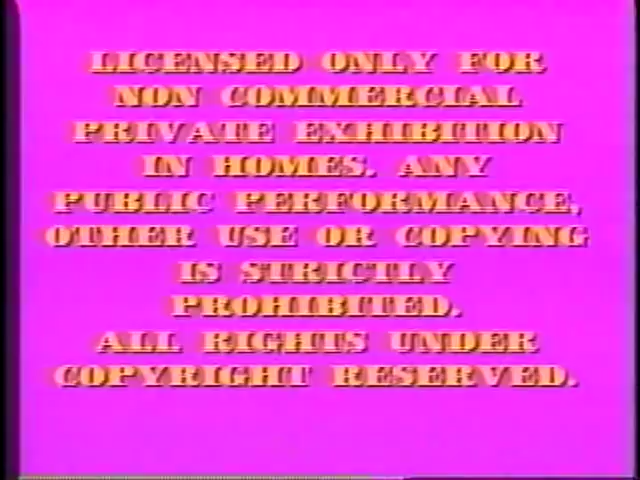 LICENSED ONLY FOR
NON COMMERCIAL
PRIVATE EXHIBITION
IN HOMES. ANY
PUBLIC PERFORMANCE,
OTHER USE OR COPYING
IS STRICTLY
PROHIBITED.
ALL RIGHTS UNDER
COPYRIGHT RESERVED.